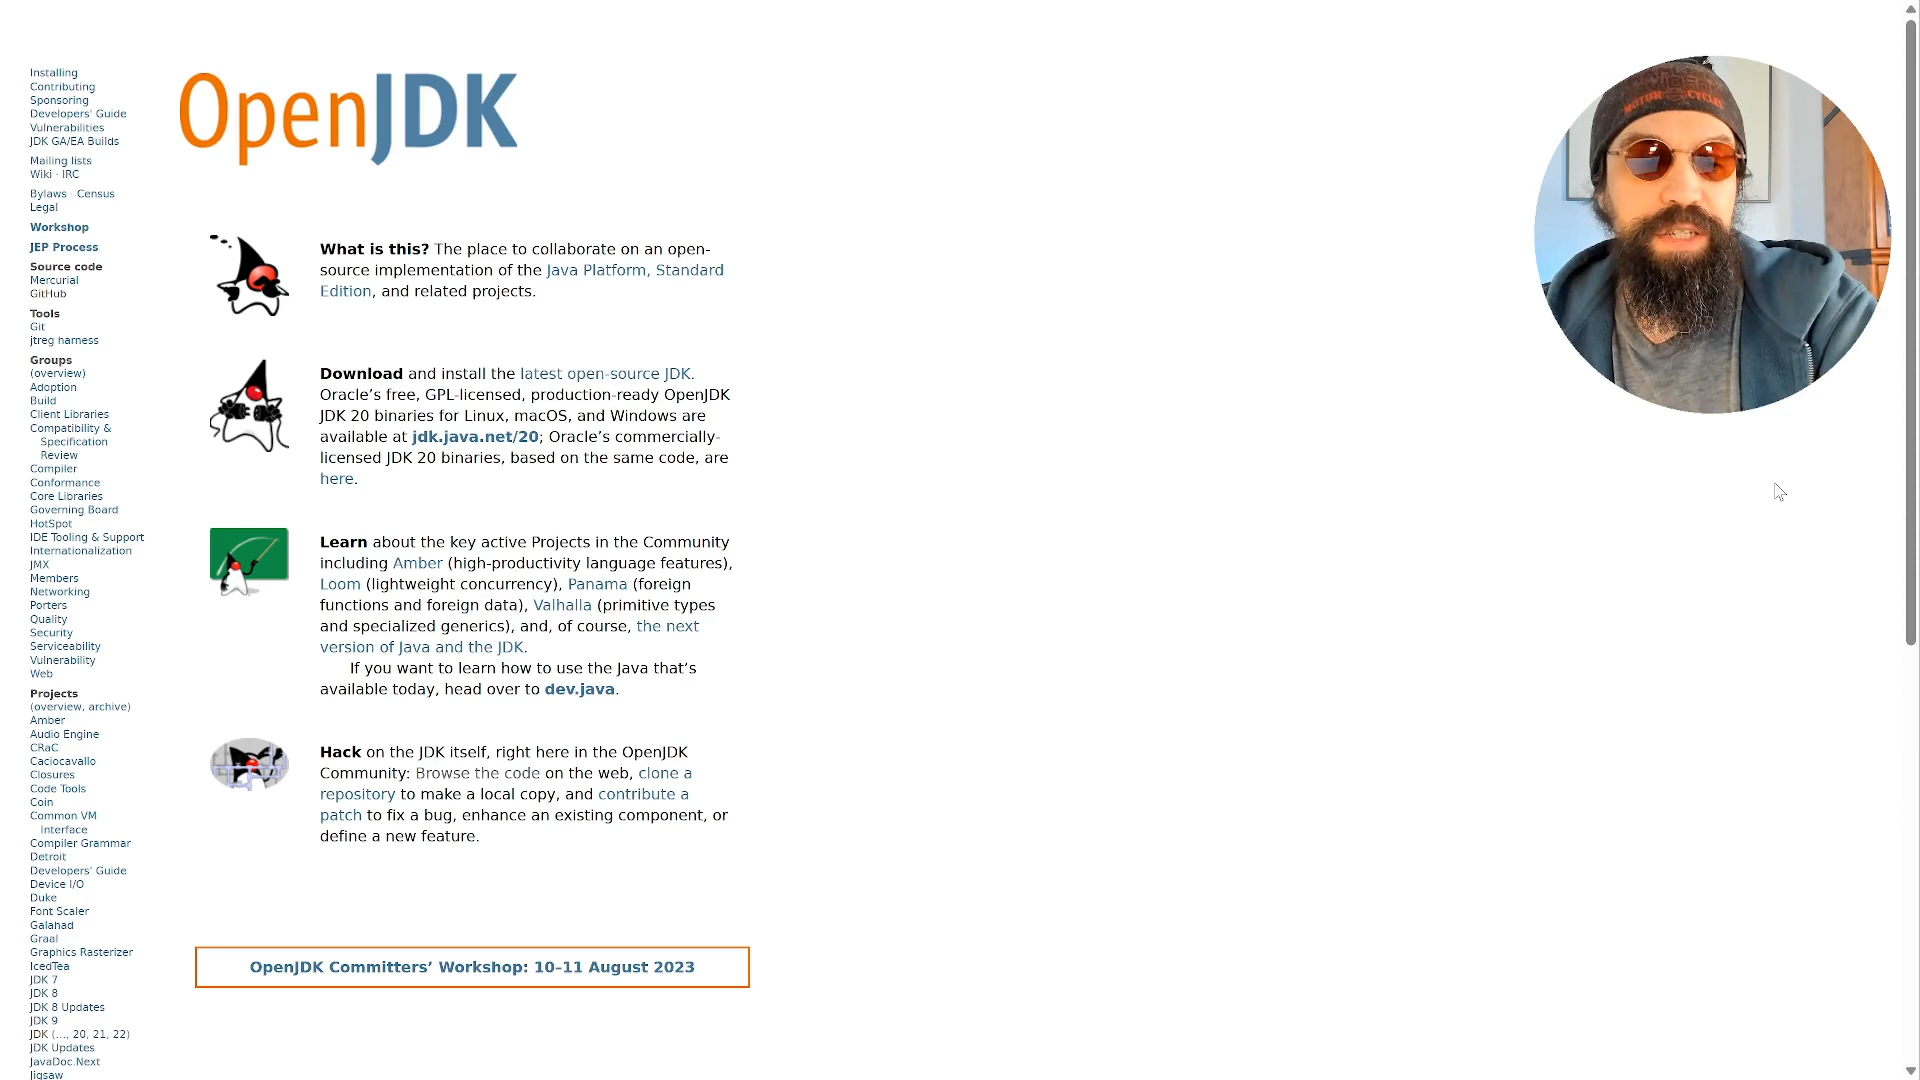 Installing
Contributing
Sponsoring
Developers' Guide
Vulnerabilities
JDK GA/EA Builds
Mailing lists
Wiki · IRC
Bylaws · Census
Legal
Workshop
JEP Process
Source code
Mercurial
GitHub
Tools
Git
jtreg harness
Groups
(overview)
Adoption
Build
Client Libraries
Compatibility &
Specification
Review
Compiler
Conformance
Core Libraries
Governing Board
HotSpot
IDE Tooling & Support
Internationalization
JMX
Members
Networking
Porters
Quality
Security
Serviceability
Vulnerability
Web
Projects
(overview, archive)
Amber
Audio Engine
CRaC
Caciocavallo
Closures
Code Tools
Coin
Common VM
Interface
Compiler Grammar
Detroit
Developers' Guide
Device I/O
Duke
Font Scaler
Galahad
Graal
Graphics Rasterizer
IcedTea
JDK 7
JDK 8
JDK 8 Updates
JDK 9
JDK (…, 20, 21, 22)
JDK Updates
JavaDoc.Next
Jigsaw
OpenJDK
What is this? The place to collaborate on an open-
source implementation of the Java Platform, Standard
Edition, and related projects.
Download and install the latest open-source JDK.
Oracle’s free, GPL-licensed, production-ready OpenJDK
JDK 20 binaries for Linux, macOS, and Windows are
available at jdk.java.net/20; Oracle’s commercially-
licensed JDK 20 binaries, based on the same code, are
here.
Learn about the key active Projects in the Community
including Amber (high-productivity language features),
Loom (lightweight concurrency), Panama (foreign
functions and foreign data), Valhalla (primitive types
and specialized generics), and, of course, the next
version of Java and the JDK.
If you want to learn how to use the Java that’s
available today, head over to dev.java.
Hack on the JDK itself, right here in the OpenJDK
Community: Browse the code on the web, clone a
repository to make a local copy, and contribute a
patch to fix a bug, enhance an existing component, or
define a new feature.
OpenJDK Committers’ Workshop: 10–11 August 2023
MOTOR CYCLES